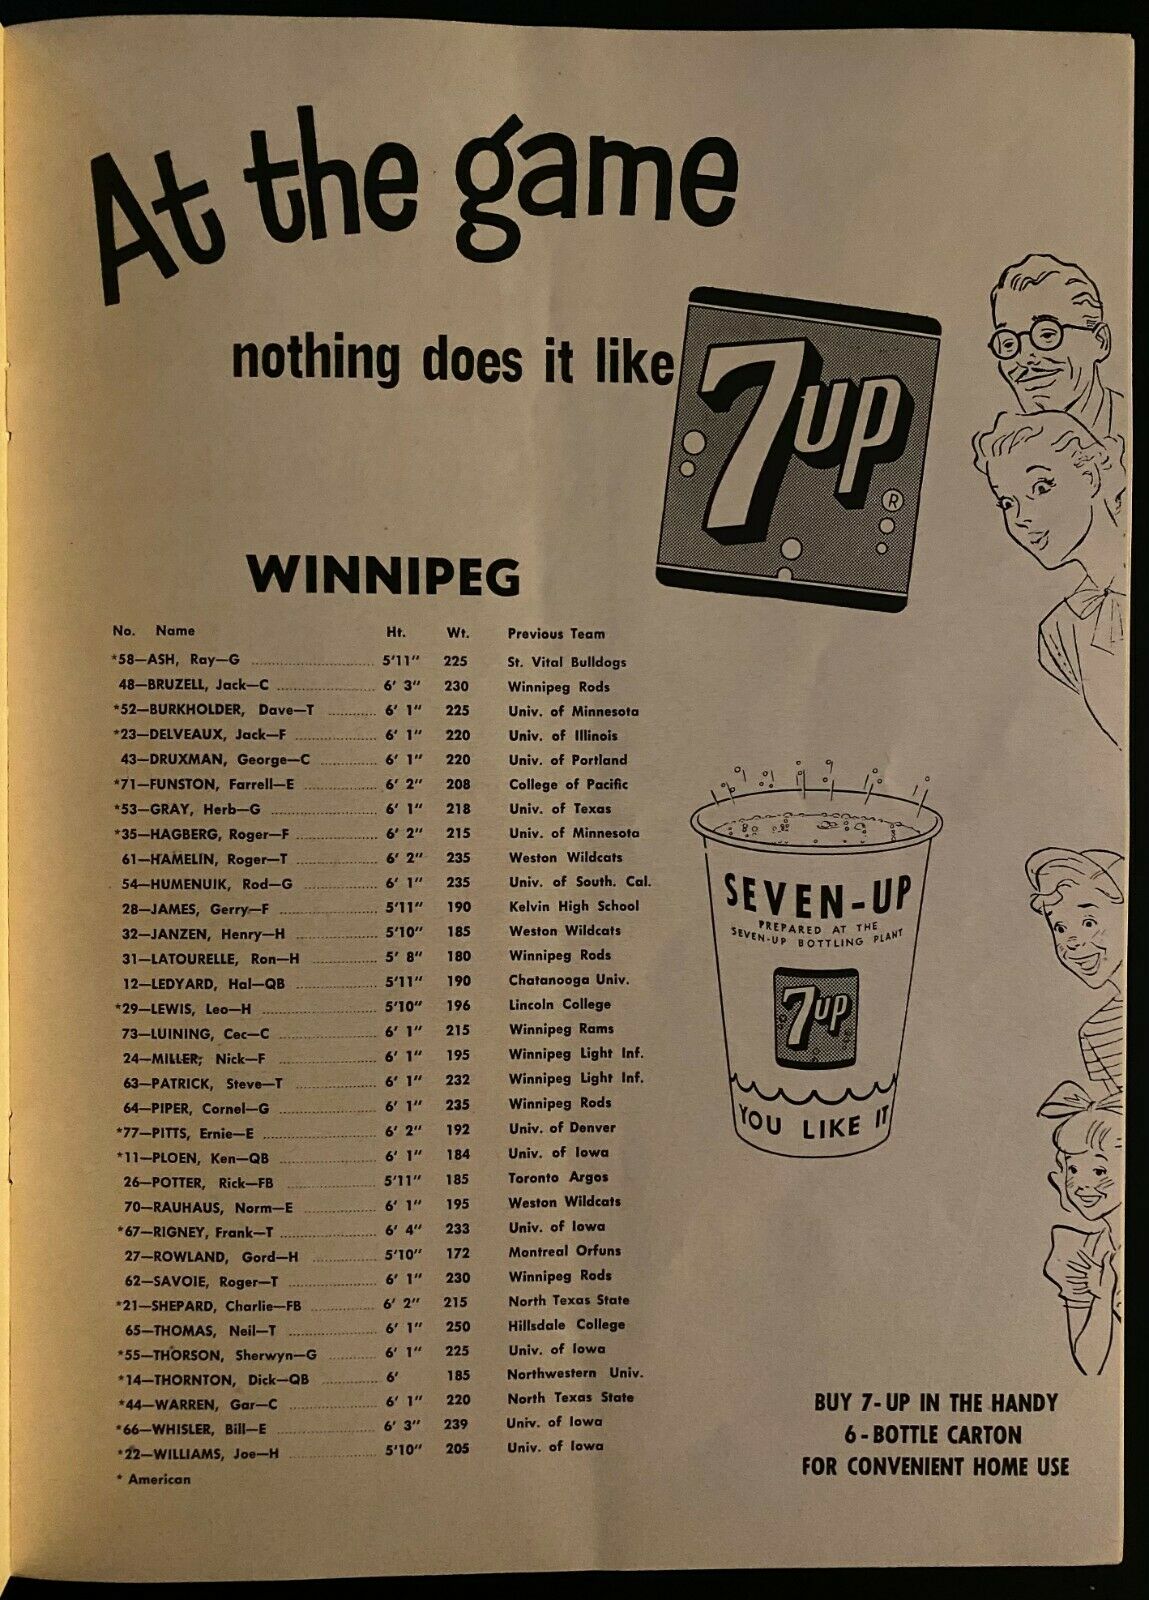 At the game
nothing does it like
7up
®
WINNIPEG
No. Name Ht. Wt. Previous Team
*58—ASH, Ray—G 5'11" 225 St. Vital Bulldogs
48—BRUZELL, Jack—C 6' 3" 230 Winnipeg Rods
*52—BURKHOLDER, Dave—T 6' 1" 225 Univ. of Minnesota
*23—DELVEAUX, Jack—F 6' 1" 220 Univ. of Illinois
43—DRUXMAN, George—C 6' 1" 220 Univ. of Portland
*71—FUNSTON, Farrell—E 6' 2" 208 College of Pacific
*53—GRAY, Herb—G 6' 1" 218 Univ. of Texas
*35—HAGBERG, Roger—F 6' 2" 215 Univ. of Minnesota
61—HAMELIN, Roger—T 6' 2" 235 Weston Wildcats
54—HUMENUIK, Rod—G 6' 1" 235 Univ. of South. Cal.
28—JAMES, Gerry—F 5'11" 190 Kelvin High School
32—JANZEN, Henry—H 5'10" 185 Weston Wildcats
31—LATOURELLE, Ron—H 5' 8" 180 Winnipeg Rods
12—LEDYARD, Hal—QB 5'11" 190 Chatanooga Univ.
*29—LEWIS, Leo—H 5'10" 196 Lincoln College
73—LUINING, Cec—C 6' 1" 215 Winnipeg Rams
24—MILLER, Nick—F 6' 1" 195 Winnipeg Light Inf.
63—PATRICK, Steve—T 6' 1" 232 Winnipeg Light Inf.
64—PIPER, Cornel—G 6' 1" 235 Winnipeg Rods
*77—PITTS, Ernie—E 6' 2" 192 Univ. of Denver
*11—PLOEN, Ken—QB 6' 1" 184 Univ. of Iowa
26—POTTER, Rick—FB 5'11" 185 Toronto Argos
70—RAUHAUS, Norm—E 6' 1" 195 Weston Wildcats
*67—RIGNEY, Frank—T 6' 4" 233 Univ. of Iowa
27—ROWLAND, Gord—H 5'10" 172 Montreal Orfuns
62—SAVOIE, Roger—T 6' 1" 230 Winnipeg Rods
*21—SHEPARD, Charlie—FB 6' 2" 215 North Texas State
65—THOMAS, Neil—T 6' 1" 250 Hillsdale College
*55—THORSON, Sherwyn—G 6' 1" 225 Univ. of Iowa
*14—THORNTON, Dick—QB 6' 185 Northwestern Univ.
*44—WARREN, Gar—C 6' 1" 220 North Texas State
*66—WHISLER, Bill—E 6' 3" 239 Univ. of Iowa
*22—WILLIAMS, Joe—H 5'10" 205 Univ. of Iowa
* American
SEVEN-UP
PREPARED AT THE
SEVEN-UP BOTTLING PLANT
7up
YOU LIKE IT
BUY 7-UP IN THE HANDY
6-BOTTLE CARTON
FOR CONVENIENT HOME USE